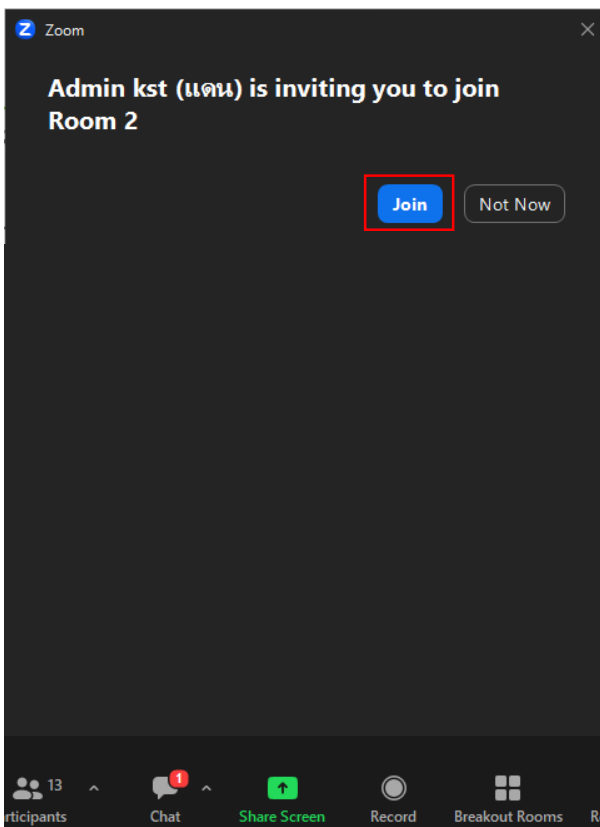 Zoom
Admin kst (แดน) is inviting you to join
Room 2
Join
Not Now
13
1
rticipants
Chat
Share Screen
Record
Breakout Rooms
R